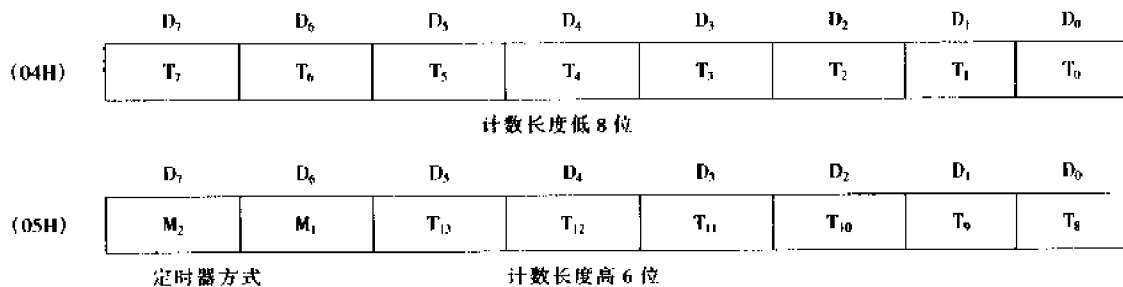 D₇ D₆ D₅ D₄ D₃ D₂ D₁ D₀
(04H) T₇ T₆ T₅ T₄ T₃ T₂ T₁ T₀
计数长度低8位
D₇ D₆ D₅ D₄ D₃ D₂ D₁ D₀
(05H) M₂ M₁ T₁₃ T₁₂ T₁₁ T₁₀ T₉ T₈
定时器方式 计数长度高6位